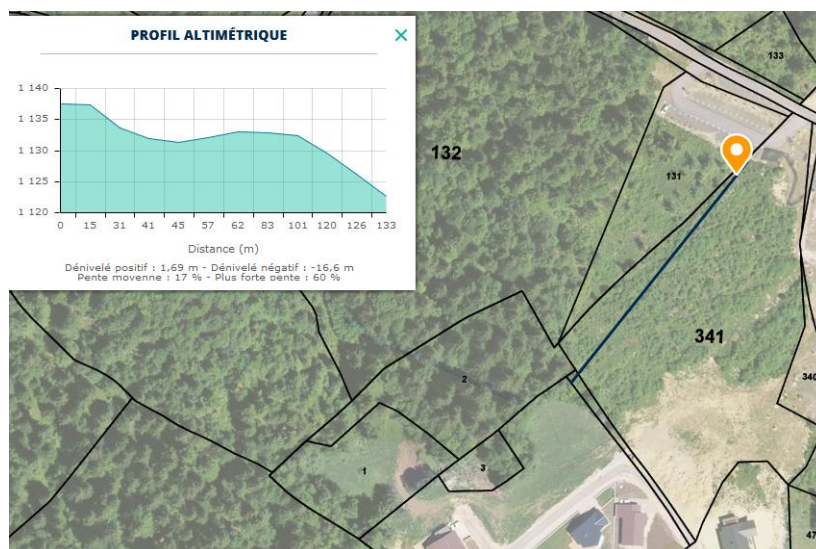 PROFIL ALTIMÉTRIQUE
1 140
1 135
1 130
1 125
1 120
0 15 31 41 45 57 62 83 101 120 126 133
Distance (m)
Dénivelé positif : 1,69 m - Dénivelé négatif : -16,6 m
Pente moyenne : 17 % - Plus forte pente : 60 %
133
132
131
341
340
2
1
3
47